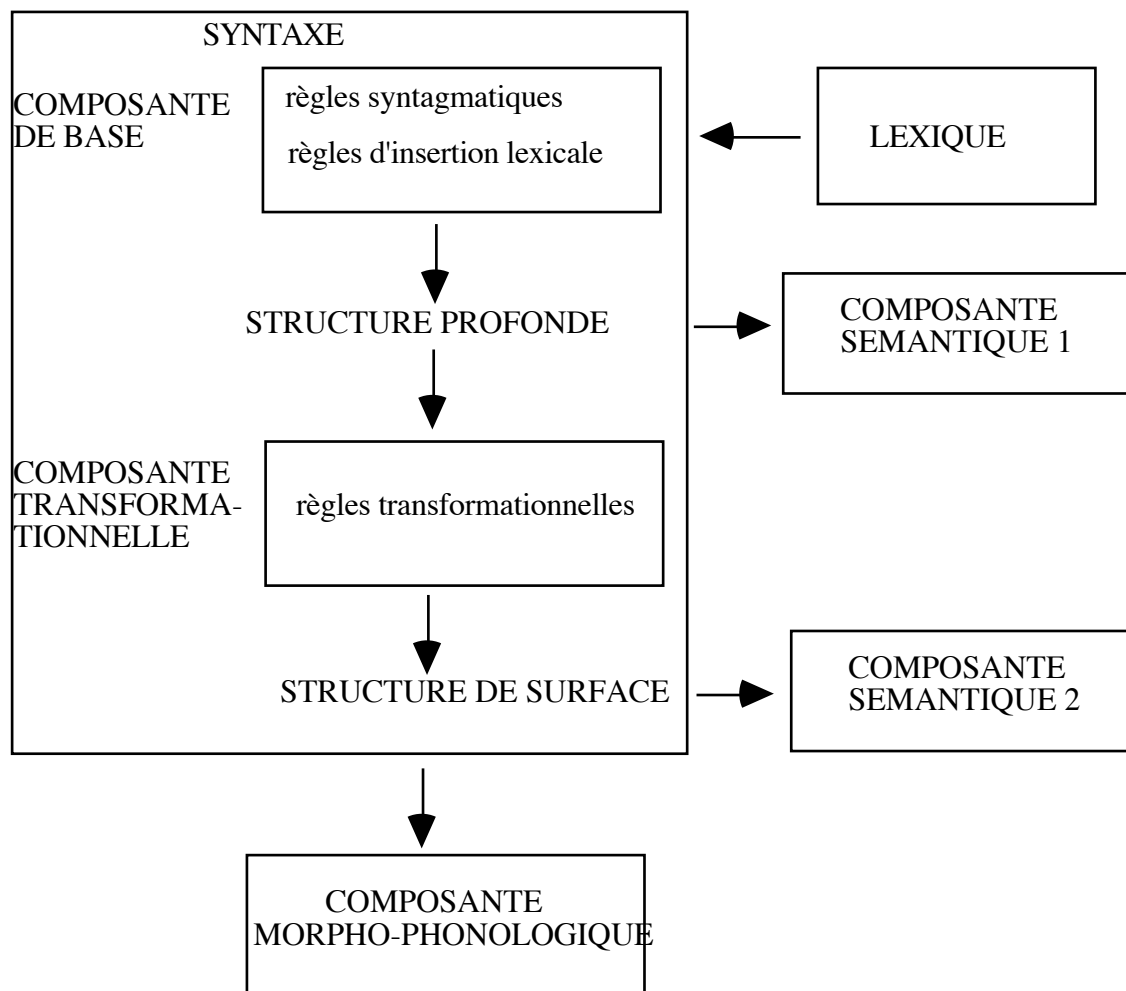 SYNTAXE
COMPOSANTE
DE BASE
règles syntagmatiques
règles d'insertion lexicale
LEXIQUE
STRUCTURE PROFONDE
COMPOSANTE
SEMANTIQUE 1
COMPOSANTE
TRANSFORMA-
TIONNELLE
règles transformationnelles
STRUCTURE DE SURFACE
COMPOSANTE
SEMANTIQUE 2
COMPOSANTE
MORPHO-PHONOLOGIQUE